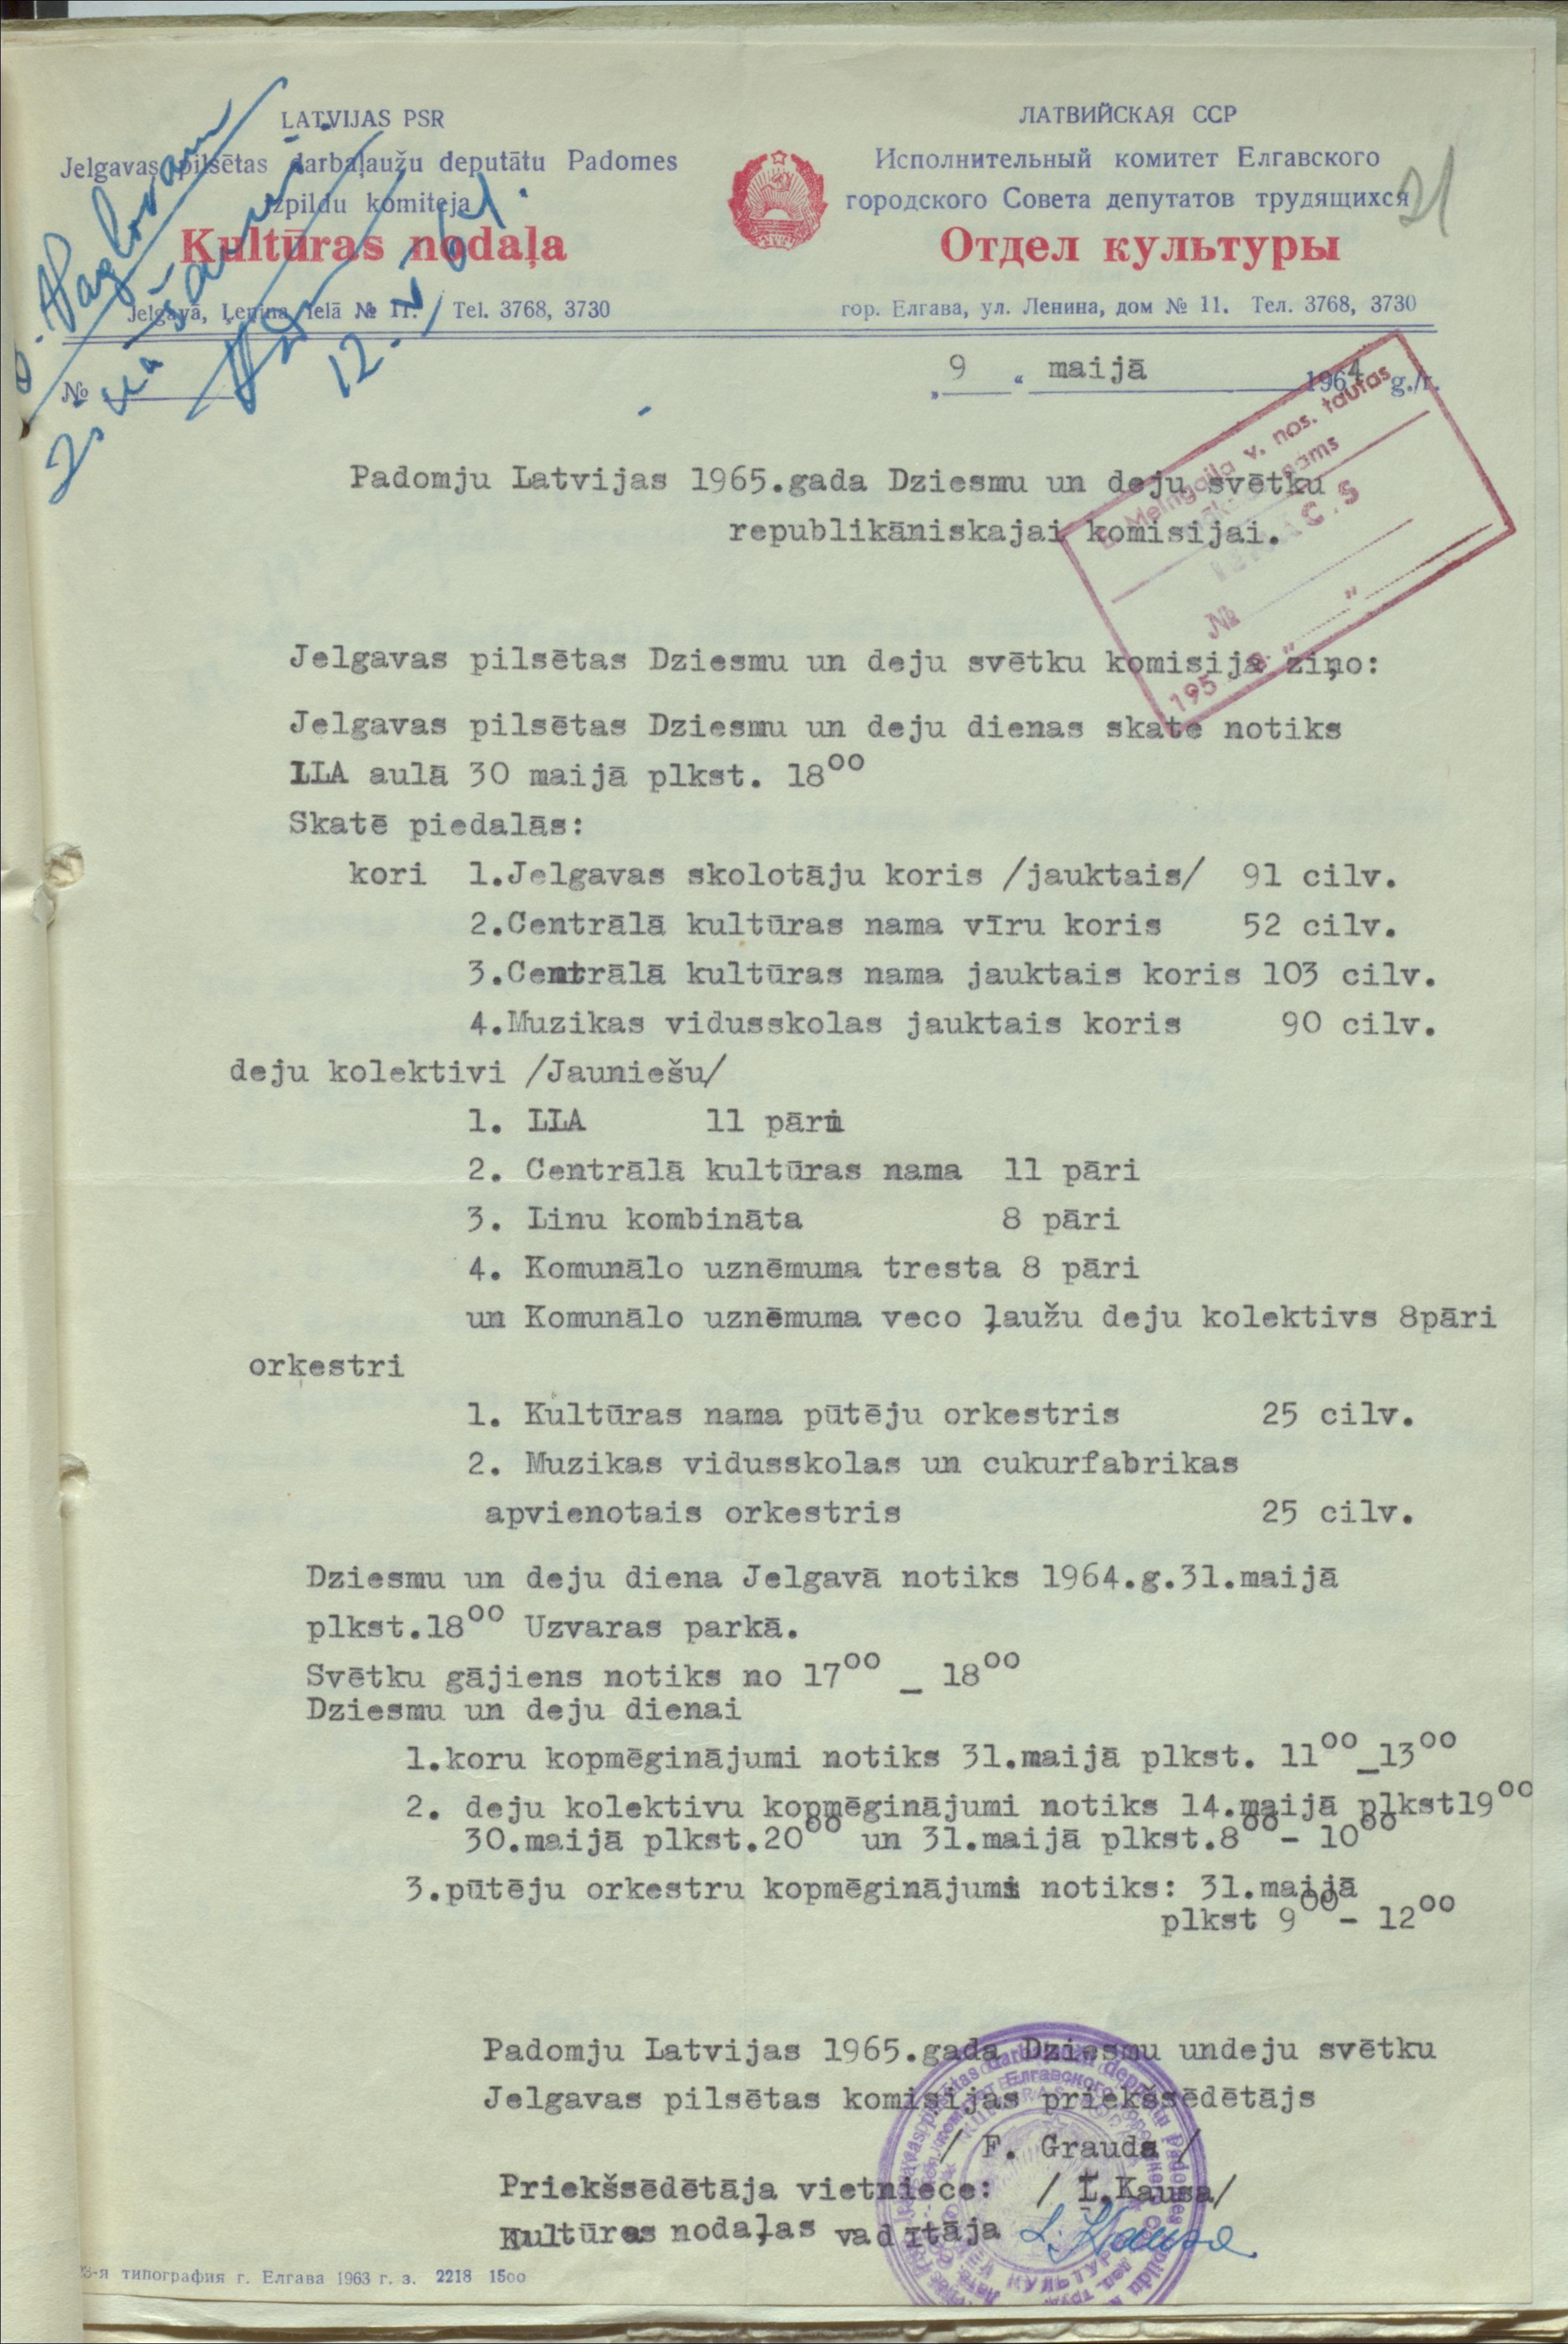 LATVIJAS PSR
Jelgavas pilsētas darbaļaužu deputātu Padomes
izpildu komiteja
Kultūras nodaļa
Jelgavā, Ļeņina ielā № 11. Tel. 3768, 3730
№
ЛАТВИЙСКАЯ ССР
Исполнительный комитет Елгавского
городского Совета депутатов трудящихся
Отдел культуры
гор. Елгава, ул. Ленина, дом № 11. Тел. 3768, 3730
21
12. V 64.
„ 9 “ maijā 1964 g./г.
v. nos. tautas
№
195
Padomju Latvijas 1965.gada Dziesmu un deju svētku
republikāniskajai komisijai.
Jelgavas pilsētas Dziesmu un deju svētku komisija ziņo:
Jelgavas pilsētas Dziesmu un deju dienas skate notiks
LLA aulā 30 maijā plkst. 18⁰⁰
Skatē piedalās:
kori 1.Jelgavas skolotāju koris /jauktais/ 91 cilv.
2.Centrālā kultūras nama vīru koris 52 cilv.
3.Centrālā kultūras nama jauktais koris 103 cilv.
4.Muzikas vidusskolas jauktais koris 90 cilv.
deju kolektivi /Jauniešu/
1. LLA 11 pāri
2. Centrālā kultūras nama 11 pāri
3. Linu kombināta 8 pāri
4. Komunālo uznēmuma tresta 8 pāri
un Komunālo uznēmuma veco ļaužu deju kolektivs 8pāri
orkestri
1. Kultūras nama pūtēju orkestris 25 cilv.
2. Muzikas vidusskolas un cukurfabrikas
apvienotais orkestris 25 cilv.
Dziesmu un deju diena Jelgavā notiks 1964.g.31.maijā
plkst.18⁰⁰ Uzvaras parkā.
Svētku gājiens notiks no 17⁰⁰ _ 18⁰⁰
Dziesmu un deju dienai
1.koru kopmēginājumi notiks 31.maijā plkst. 11⁰⁰_13⁰⁰
2. deju kolektivu kopmēginājumi notiks 14.maijā plkst19⁰⁰
30.maijā plkst.20⁰⁰ un 31.maijā plkst.8⁰⁰- 10⁰⁰
3.pūtēju orkestru kopmēginājumi notiks: 31.maijā
plkst 9⁰⁰- 12⁰⁰
Padomju Latvijas 1965.gada Dziesmu undeju svētku
Jelgavas pilsētas komisijas priekšsēdētājs
/ F. Grauds /
Priekšsēdētāja vietniece: / Ļ.Kausa/
Kultūras nodaļas vadītāja L. Kausa
3-я типография г. Елгава 1963 г. з. 2218 1500